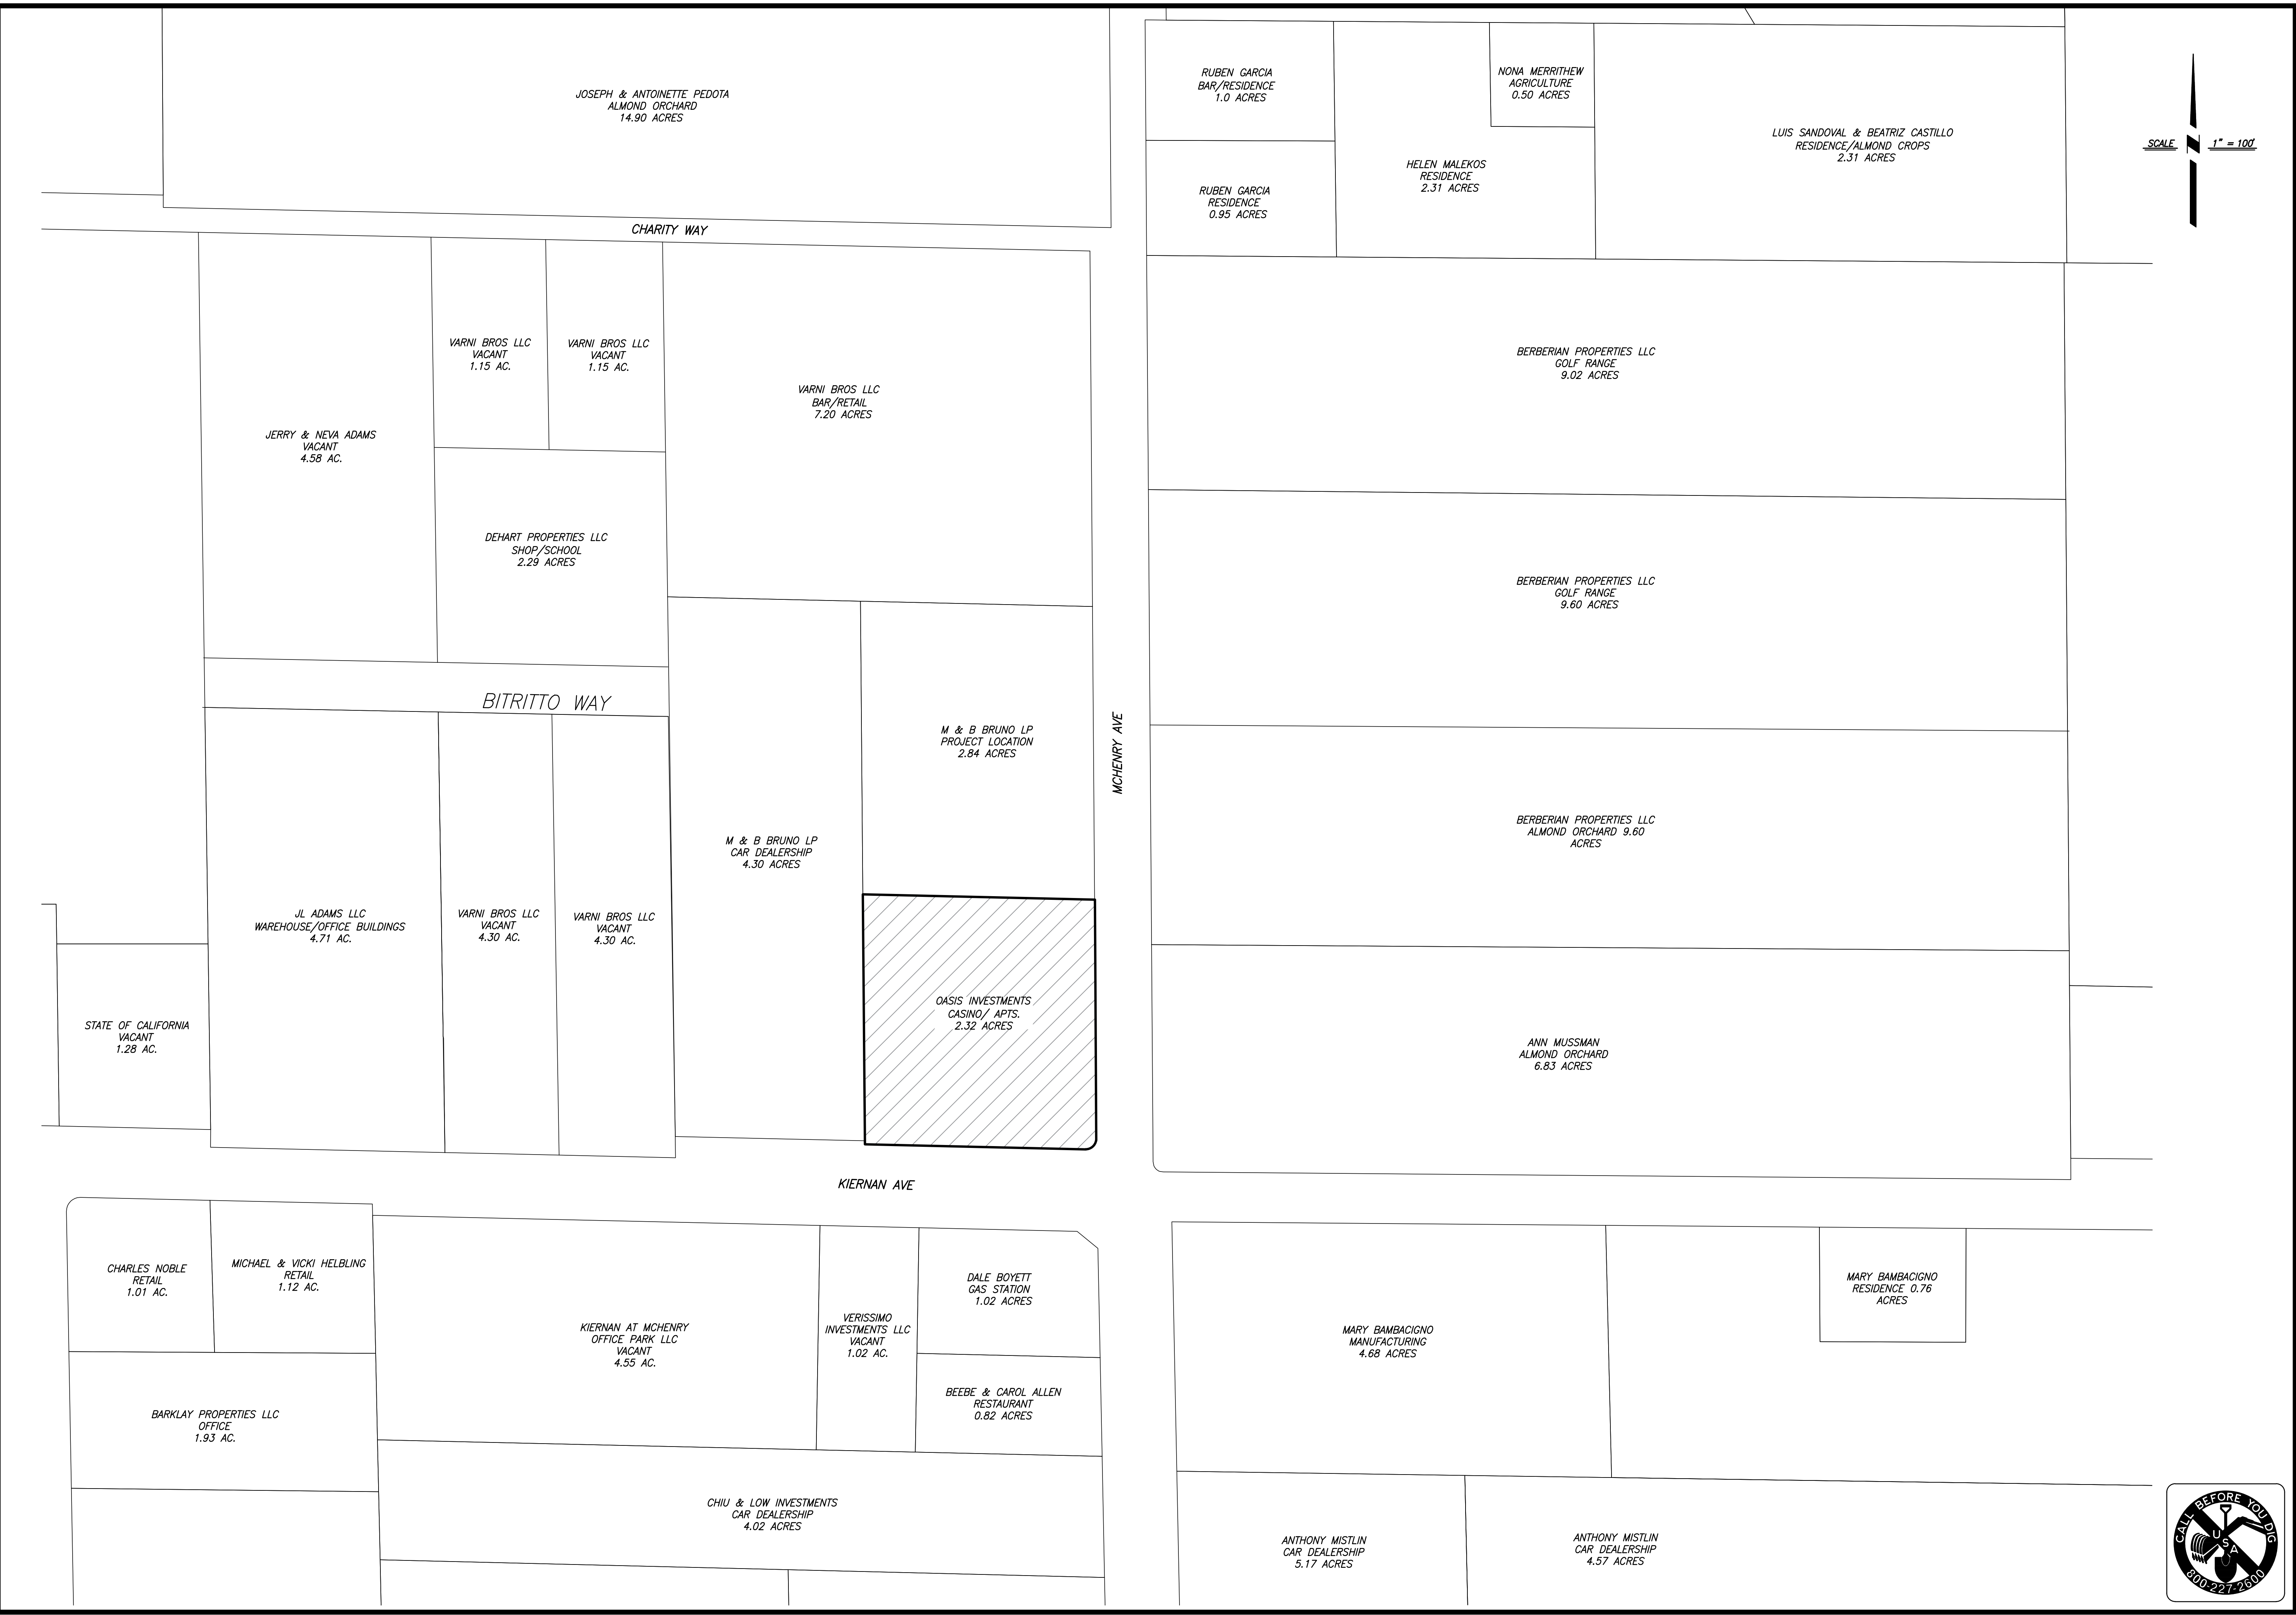 JOSEPH & ANTOINETTE PEDOTA
ALMOND ORCHARD
14.90 ACRES
RUBEN GARCIA
BAR/RESIDENCE
1.0 ACRES
NONA MERRITHEW
AGRICULTURE
0.50 ACRES
LUIS SANDOVAL & BEATRIZ CASTILLO
RESIDENCE/ALMOND CROPS
2.31 ACRES
SCALE N 1" = 100'
HELEN MALEKOS
RESIDENCE
2.31 ACRES
RUBEN GARCIA
RESIDENCE
0.95 ACRES
CHARITY WAY
VARNI BROS LLC
VACANT
1.15 AC.
VARNI BROS LLC
VACANT
1.15 AC.
VARNI BROS LLC
BAR/RETAIL
7.20 ACRES
BERBERIAN PROPERTIES LLC
GOLF RANGE
9.02 ACRES
JERRY & NEVA ADAMS
VACANT
4.58 AC.
DEHART PROPERTIES LLC
SHOP/SCHOOL
2.29 ACRES
BERBERIAN PROPERTIES LLC
GOLF RANGE
9.60 ACRES
BITRITTO WAY
M & B BRUNO LP
PROJECT LOCATION
2.84 ACRES
MCHENRY AVE
M & B BRUNO LP
CAR DEALERSHIP
4.30 ACRES
BERBERIAN PROPERTIES LLC
ALMOND ORCHARD 9.60
ACRES
JL ADAMS LLC
WAREHOUSE/OFFICE BUILDINGS
4.71 AC.
VARNI BROS LLC
VACANT
4.30 AC.
VARNI BROS LLC
VACANT
4.30 AC.
OASIS INVESTMENTS
CASINO/ APTS.
2.32 ACRES
STATE OF CALIFORNIA
VACANT
1.28 AC.
ANN MUSSMAN
ALMOND ORCHARD
6.83 ACRES
KIERNAN AVE
CHARLES NOBLE
RETAIL
1.01 AC.
MICHAEL & VICKI HELBLING
RETAIL
1.12 AC.
KIERNAN AT MCHENRY
OFFICE PARK LLC
VACANT
4.55 AC.
VERISSIMO
INVESTMENTS LLC
VACANT
1.02 AC.
DALE BOYETT
GAS STATION
1.02 ACRES
MARY BAMBACIGNO
MANUFACTURING
4.68 ACRES
MARY BAMBACIGNO
RESIDENCE 0.76
ACRES
BEEBE & CAROL ALLEN
RESTAURANT
0.82 ACRES
BARKLAY PROPERTIES LLC
OFFICE
1.93 AC.
CHIU & LOW INVESTMENTS
CAR DEALERSHIP
4.02 ACRES
ANTHONY MISTLIN
CAR DEALERSHIP
5.17 ACRES
ANTHONY MISTLIN
CAR DEALERSHIP
4.57 ACRES
CALL BEFORE YOU DIG
USA
800-227-2600